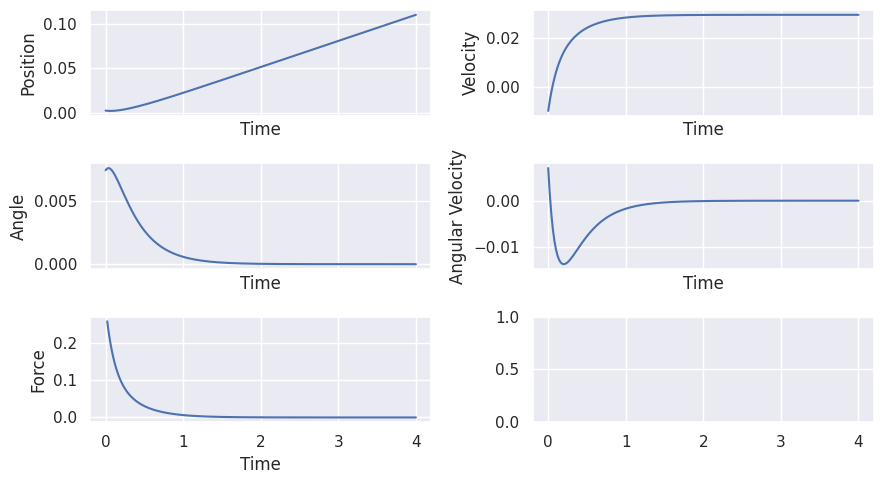 Position
0.10
0.05
0.00
Time
Velocity
0.02
0.00
Time
Angle
0.005
0.000
Time
Angular Velocity
0.00
−0.01
Time
Force
0.2
0.1
0.0
0 1 2 3 4
Time
1.0
0.5
0.0
0 1 2 3 4